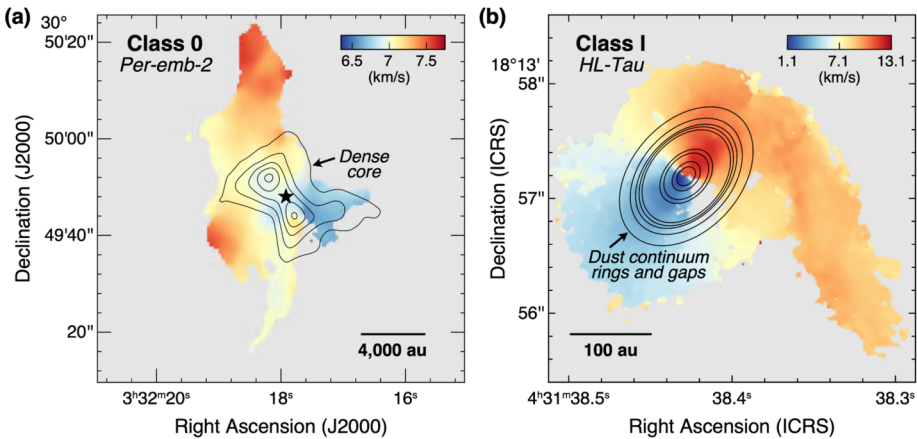 (a)
30°
50'20"
Class 0
Per-emb-2
6.5 7 7.5
(km/s)
50'00"
Dense
core
49'40"
20"
4,000 au
3ʰ32ᵐ20ˢ 18ˢ 16ˢ
Declination (J2000)
Right Ascension (J2000)
(b)
Class I
HL-Tau
1.1 7.1 13.1
(km/s)
18°13'
58"
57"
56"
Dust continuum
rings and gaps
100 au
4ʰ31ᵐ38.5ˢ 38.4ˢ 38.3ˢ
Declination (ICRS)
Right Ascension (ICRS)